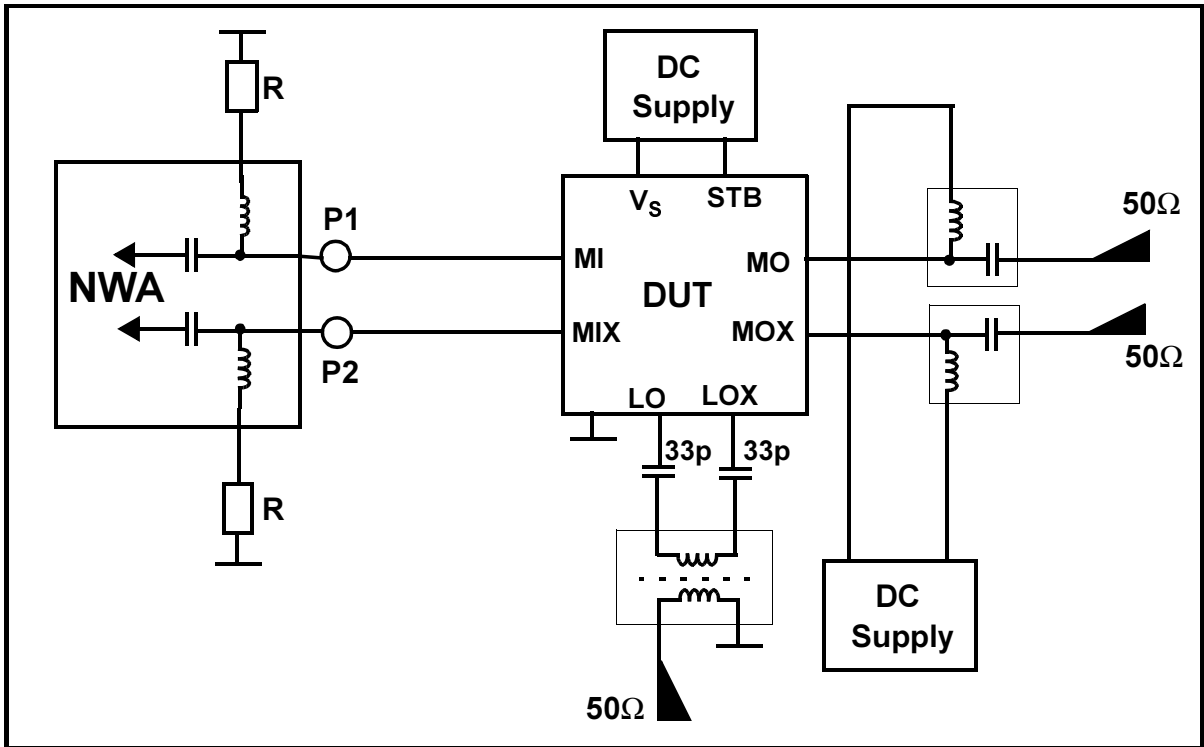 R
DC
Supply
V_S STB
P1
MI
MO
50Ω
NWA
DUT
MIX
MOX
P2
50Ω
LO LOX
33p 33p
R
DC
Supply
50Ω